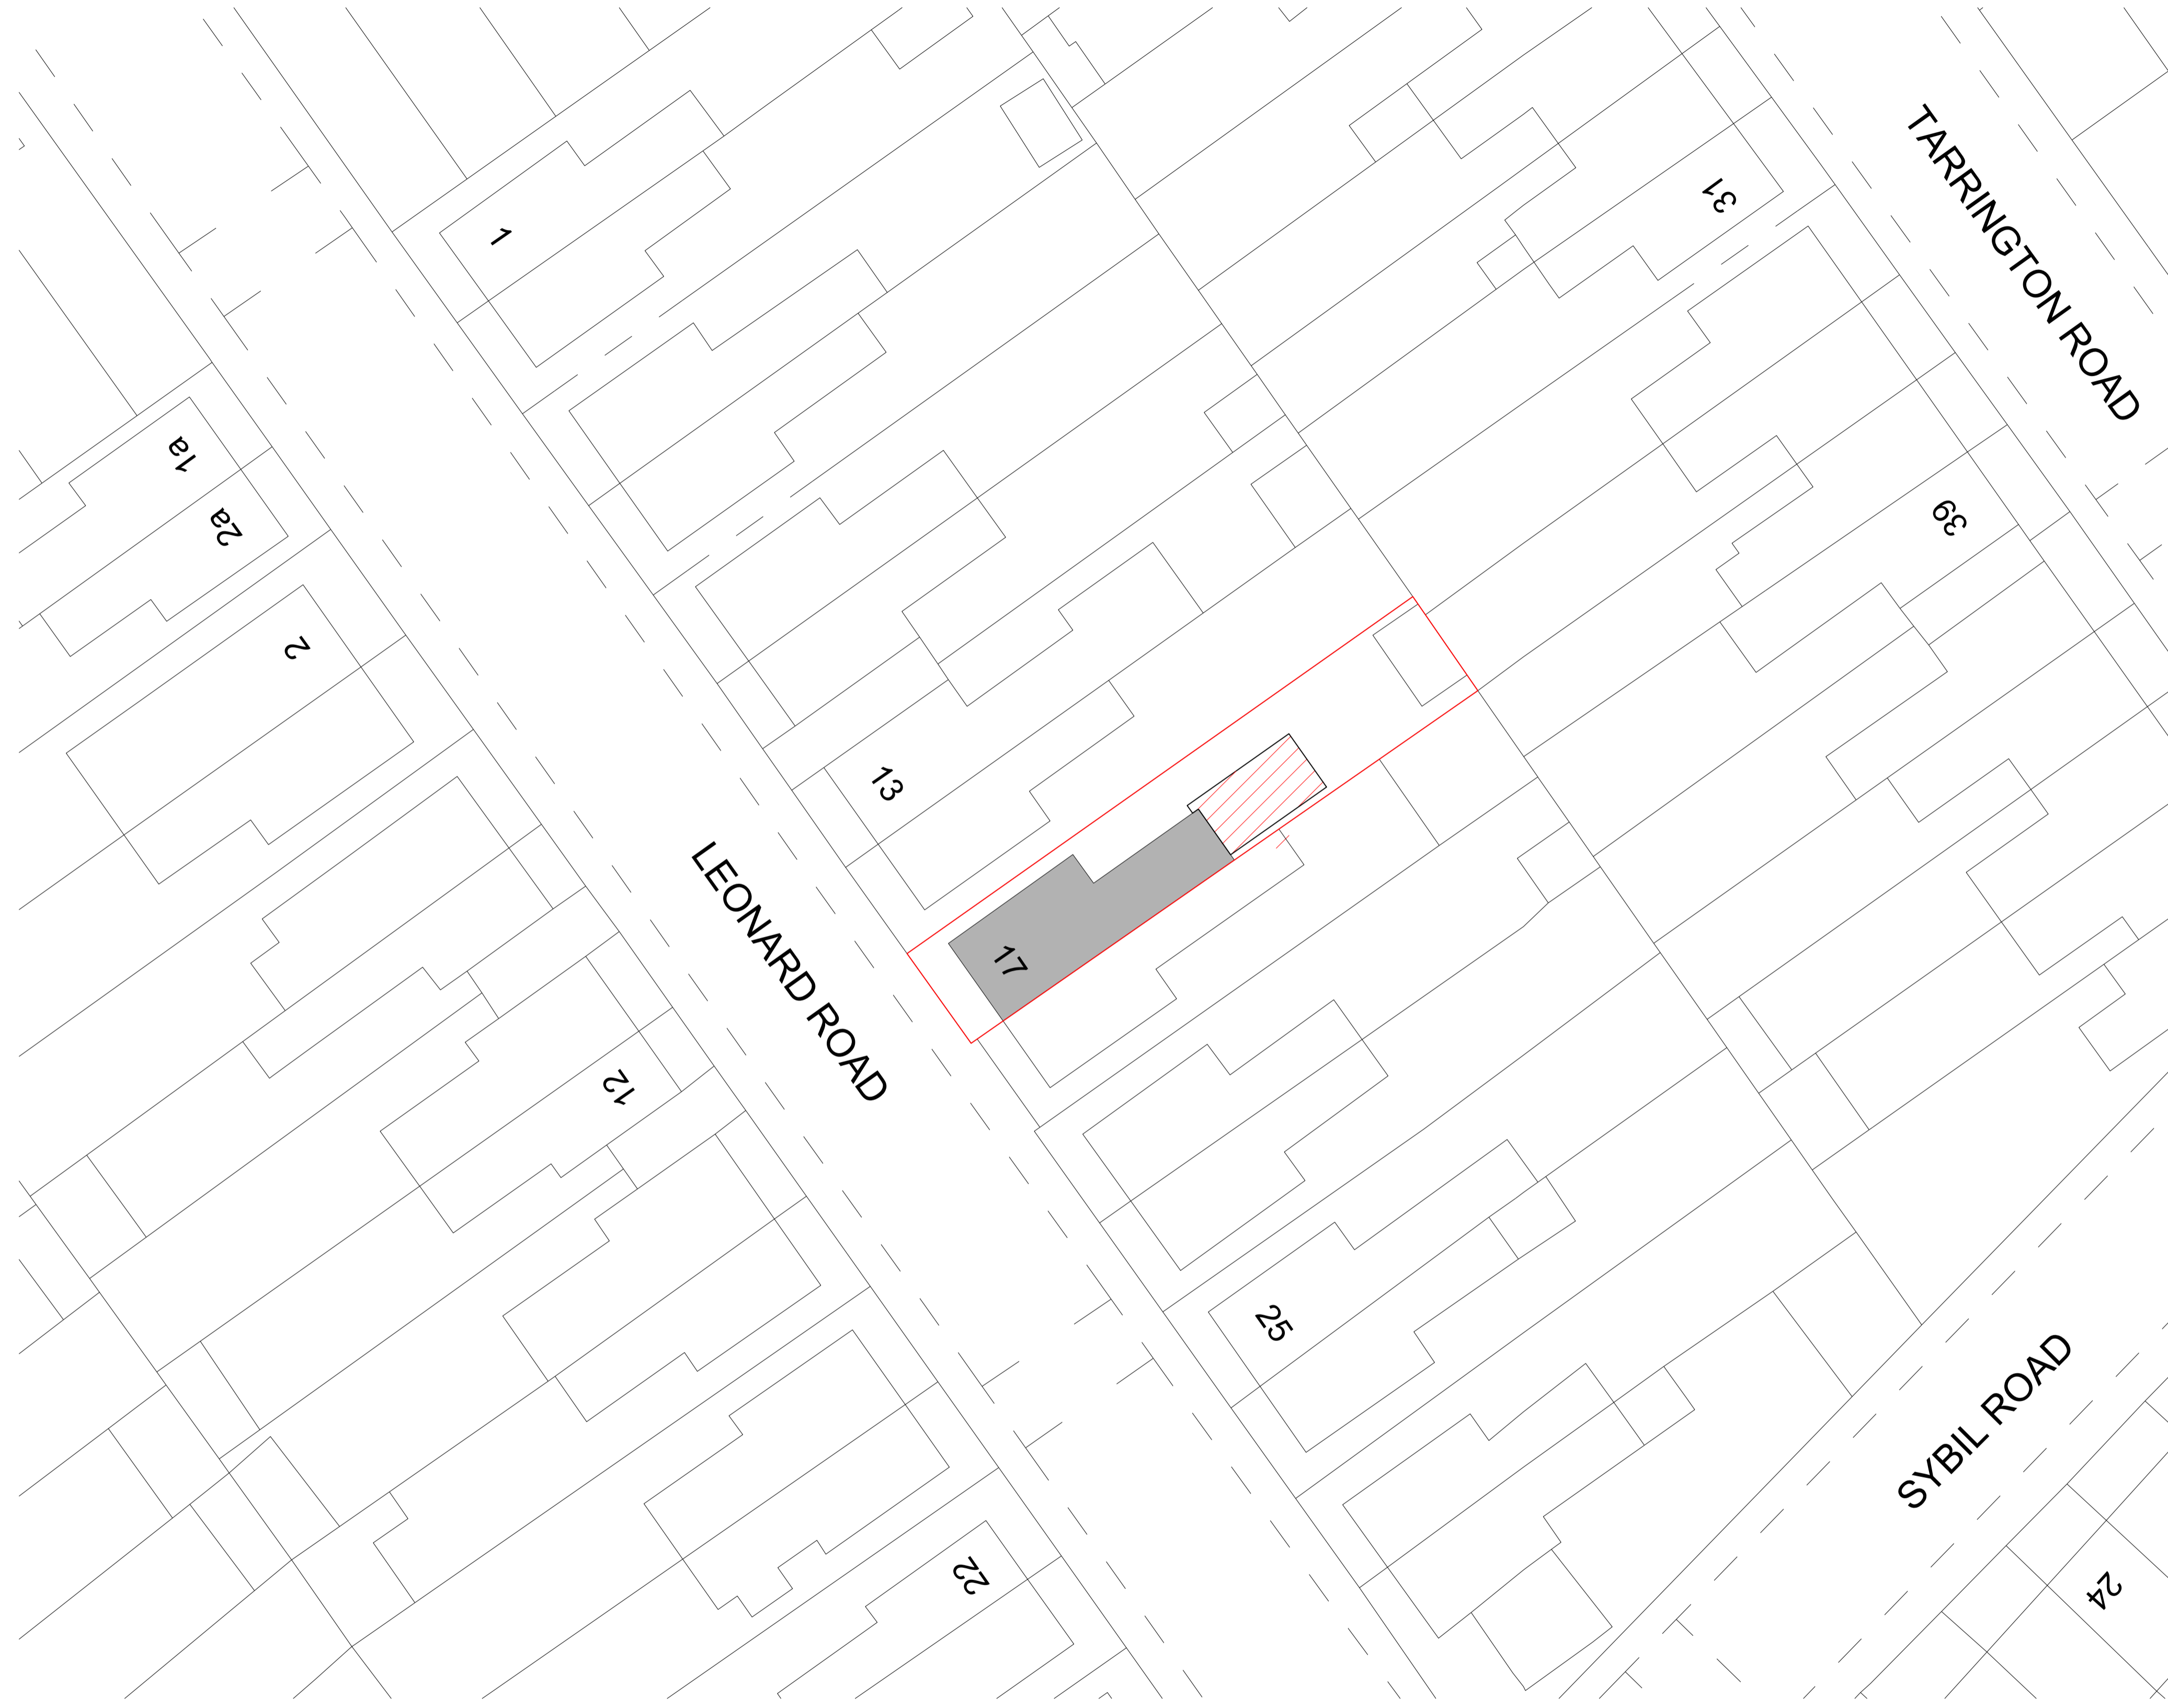 TARRINGTON ROAD
31
1
1a
2a
39
2
13
LEONARD ROAD
17
12
25
SYBIL ROAD
22
24